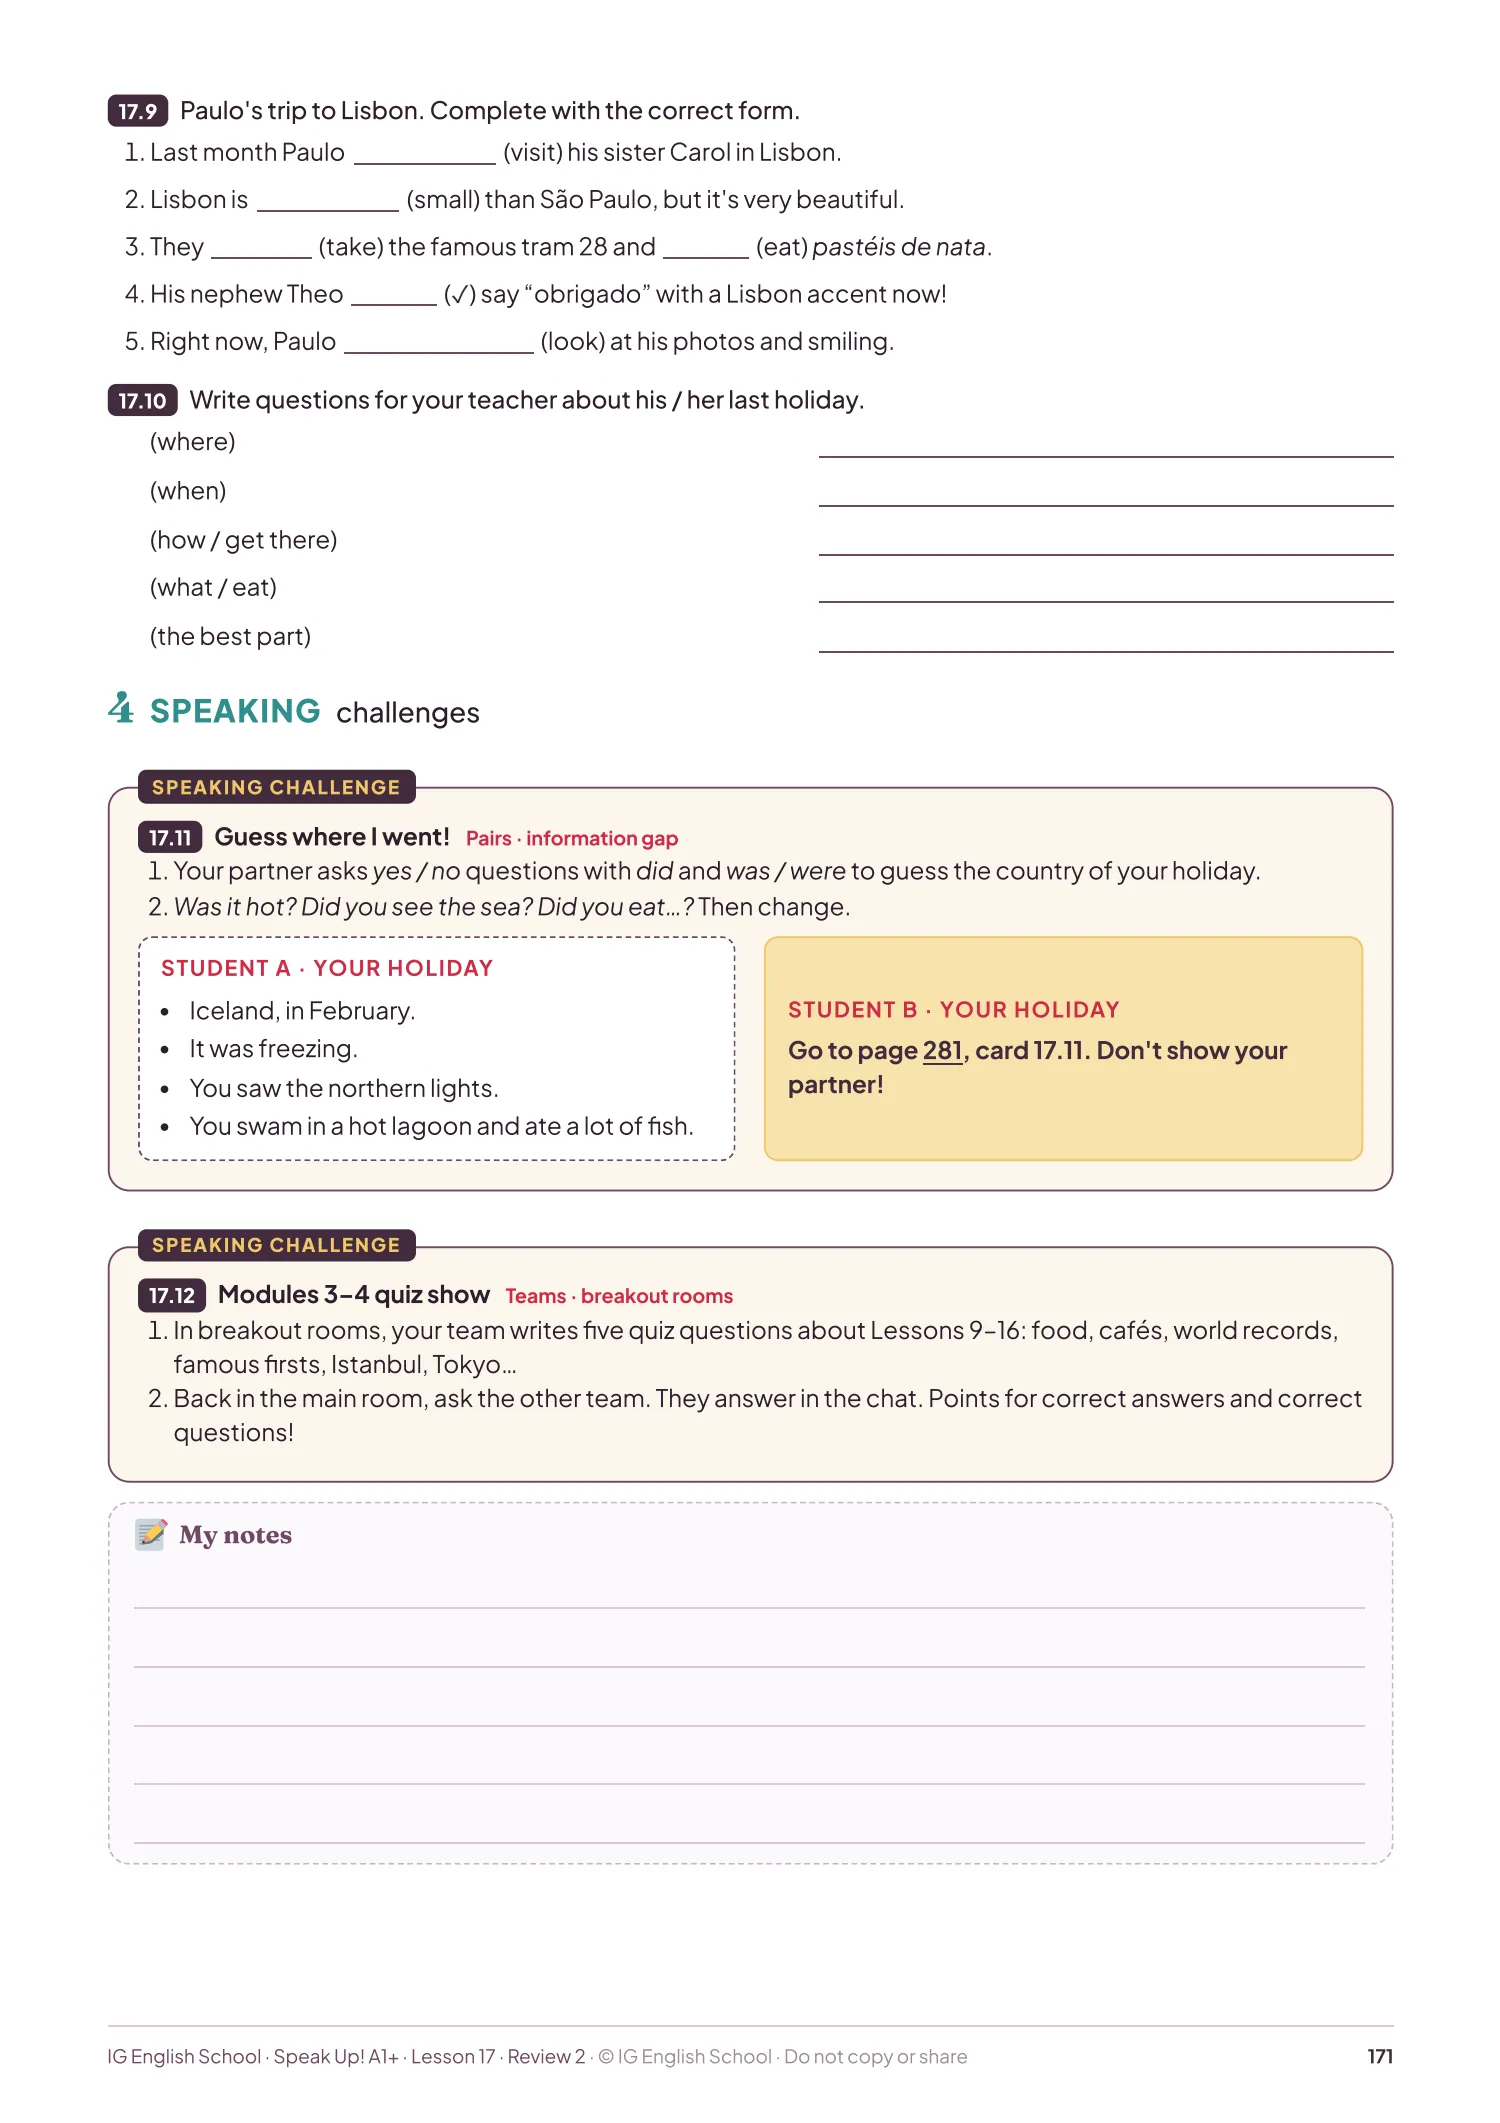 17.9 Paulo's trip to Lisbon. Complete with the correct form.
1. Last month Paulo ____________ (visit) his sister Carol in Lisbon.
2. Lisbon is ____________ (small) than São Paulo, but it's very beautiful.
3. They ________ (take) the famous tram 28 and _______ (eat) pastéis de nata.
4. His nephew Theo _______ (✓) say “obrigado” with a Lisbon accent now!
5. Right now, Paulo ________________ (look) at his photos and smiling.
17.10 Write questions for your teacher about his / her last holiday.
(where)
(when)
(how / get there)
(what / eat)
(the best part)
4 SPEAKING challenges
SPEAKING CHALLENGE
17.11 Guess where I went! Pairs · information gap
1. Your partner asks yes / no questions with did and was / were to guess the country of your holiday.
2. Was it hot? Did you see the sea? Did you eat…? Then change.
STUDENT A · YOUR HOLIDAY
• Iceland, in February.
• It was freezing.
• You saw the northern lights.
• You swam in a hot lagoon and ate a lot of fish.
STUDENT B · YOUR HOLIDAY
Go to page 281, card 17.11. Don't show your
partner!
SPEAKING CHALLENGE
17.12 Modules 3–4 quiz show Teams · breakout rooms
1. In breakout rooms, your team writes five quiz questions about Lessons 9–16: food, cafés, world records,
famous firsts, Istanbul, Tokyo…
2. Back in the main room, ask the other team. They answer in the chat. Points for correct answers and correct
questions!
My notes
IG English School · Speak Up! A1+ · Lesson 17 · Review 2 · © IG English School · Do not copy or share 171